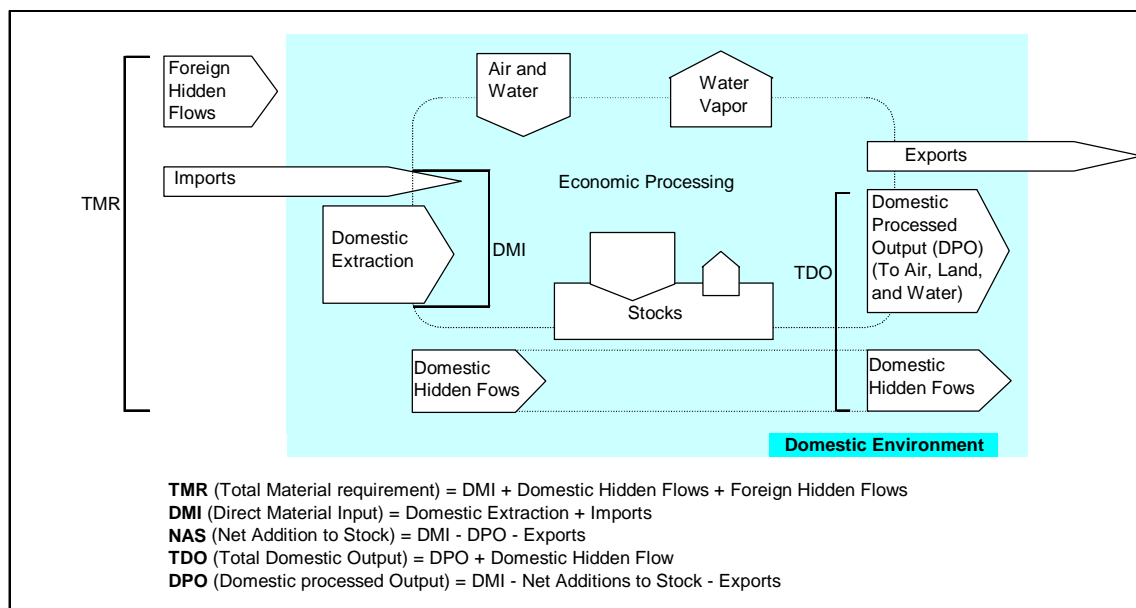 Foreign
Hidden
Flows
Air and
Water
Water
Vapor
Exports
Imports
Economic Processing
TMR
Domestic
Extraction
DMI
Domestic
Processed
Output (DPO)
(To Air, Land,
and Water)
TDO
Stocks
Domestic
Hidden Fows
Domestic
Hidden Fows
Domestic Environment
TMR (Total Material requirement) = DMI + Domestic Hidden Flows + Foreign Hidden Flows
DMI (Direct Material Input) = Domestic Extraction + Imports
NAS (Net Addition to Stock) = DMI - DPO - Exports
TDO (Total Domestic Output) = DPO + Domestic Hidden Flow
DPO (Domestic processed Output) = DMI - Net Additions to Stock - Exports